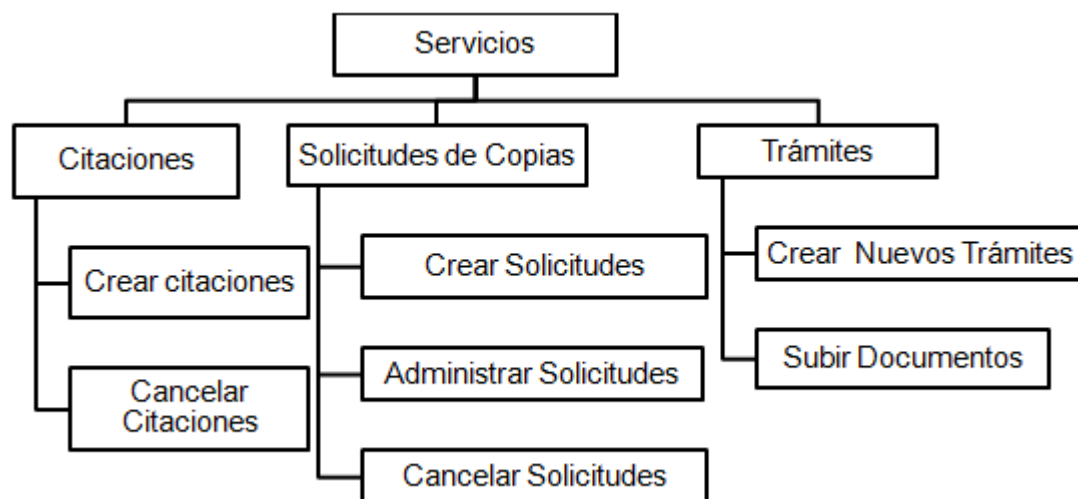 Servicios
Citaciones
Solicitudes de Copias
Trámites
Crear citaciones
Cancelar
Citaciones
Crear Solicitudes
Administrar Solicitudes
Cancelar Solicitudes
Crear  Nuevos Trámites
Subir Documentos